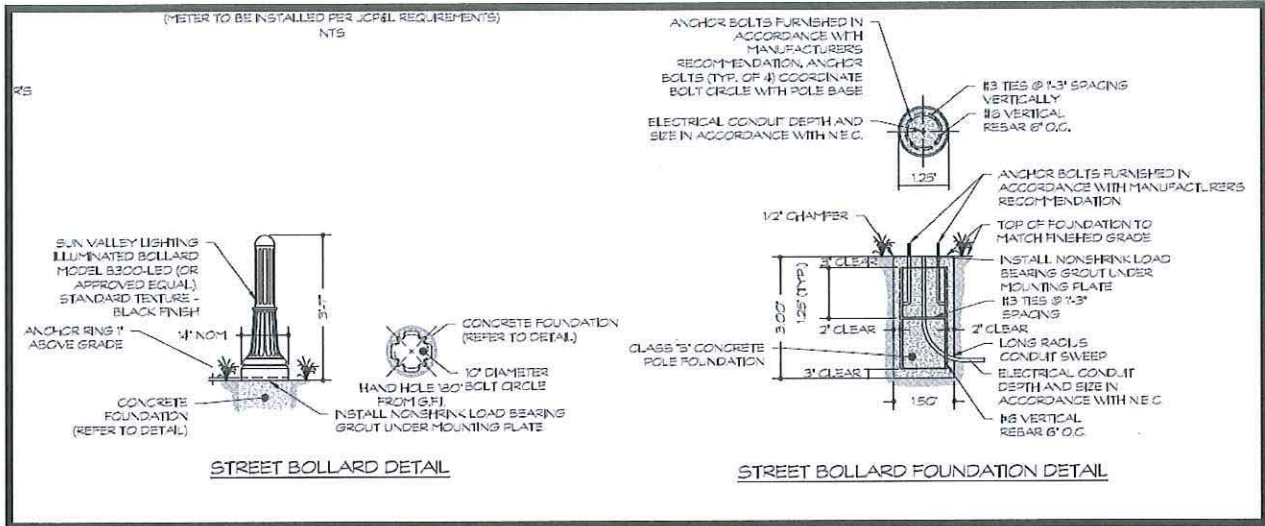 (METER TO BE INSTALLED PER JCP&L REQUIREMENTS)
NTS
R'S
SUN VALLEY LIGHTING
ILLUMINATED BOLLARD
MODEL B300-LED (OR
APPROVED EQUAL)
STANDARD TEXTURE -
BLACK FINISH
ANCHOR RING 1"
ABOVE GRADE
14" NOM.
3'-7"
CONCRETE
FOUNDATION
(REFER TO DETAIL)
CONCRETE FOUNDATION
(REFER TO DETAIL)
10" DIAMETER
BOLT CIRCLE
HAND HOLE 180°
FROM G.F.I.
INSTALL NONSHRINK LOAD BEARING
GROUT UNDER MOUNTING PLATE
STREET BOLLARD DETAIL
ANCHOR BOLTS FURNISHED IN
ACCORDANCE WITH
MANUFACTURER'S
RECOMMENDATION, ANCHOR
BOLTS (TYP. OF 4) COORDINATE
BOLT CIRCLE WITH POLE BASE
ELECTRICAL CONDUIT DEPTH AND
SIZE IN ACCORDANCE WITH N.E.C.
#3 TIES @ 1'-3" SPACING
VERTICALLY
VERTICAL
REBAR 6" O.C.
1.25'
ANCHOR BOLTS FURNISHED IN
ACCORDANCE WITH MANUFACTURER'S
RECOMMENDATION
1/2" CHAMFER
TOP OF FOUNDATION TO
MATCH FINISHED GRADE
3" CLEAR
INSTALL NONSHRINK LOAD
BEARING GROUT UNDER
MOUNTING PLATE
3.00'
1.25' (TYP)
#3 TIES @ 1'-3"
SPACING
2" CLEAR
2" CLEAR
LONG RADIUS
CONDUIT SWEEP
CLASS "B" CONCRETE
POLE FOUNDATION
3" CLEAR
ELECTRICAL CONDUIT
DEPTH AND SIZE IN
ACCORDANCE WITH N.E.C.
1.50'
VERTICAL
REBAR 6" O.C.
STREET BOLLARD FOUNDATION DETAIL